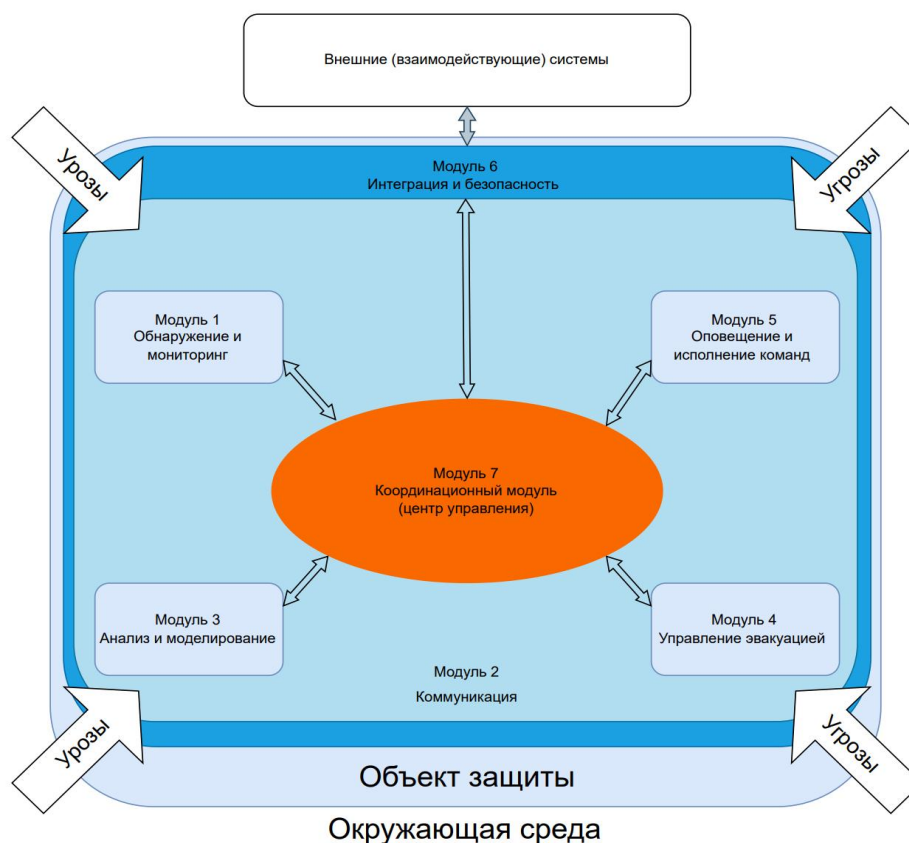 Внешние (взаимодействующие) системы
Урозы
Угрозы
Модуль 6
Интеграция и безопасность
Модуль 1
Обнаружение и
мониторинг
Модуль 5
Оповещение и
исполнение команд
Модуль 7
Координационный модуль
(центр управления)
Модуль 3
Анализ и моделирование
Модуль 4
Управление эвакуацией
Модуль 2
Коммуникация
Урозы
Угрозы
Объект защиты
Окружающая среда